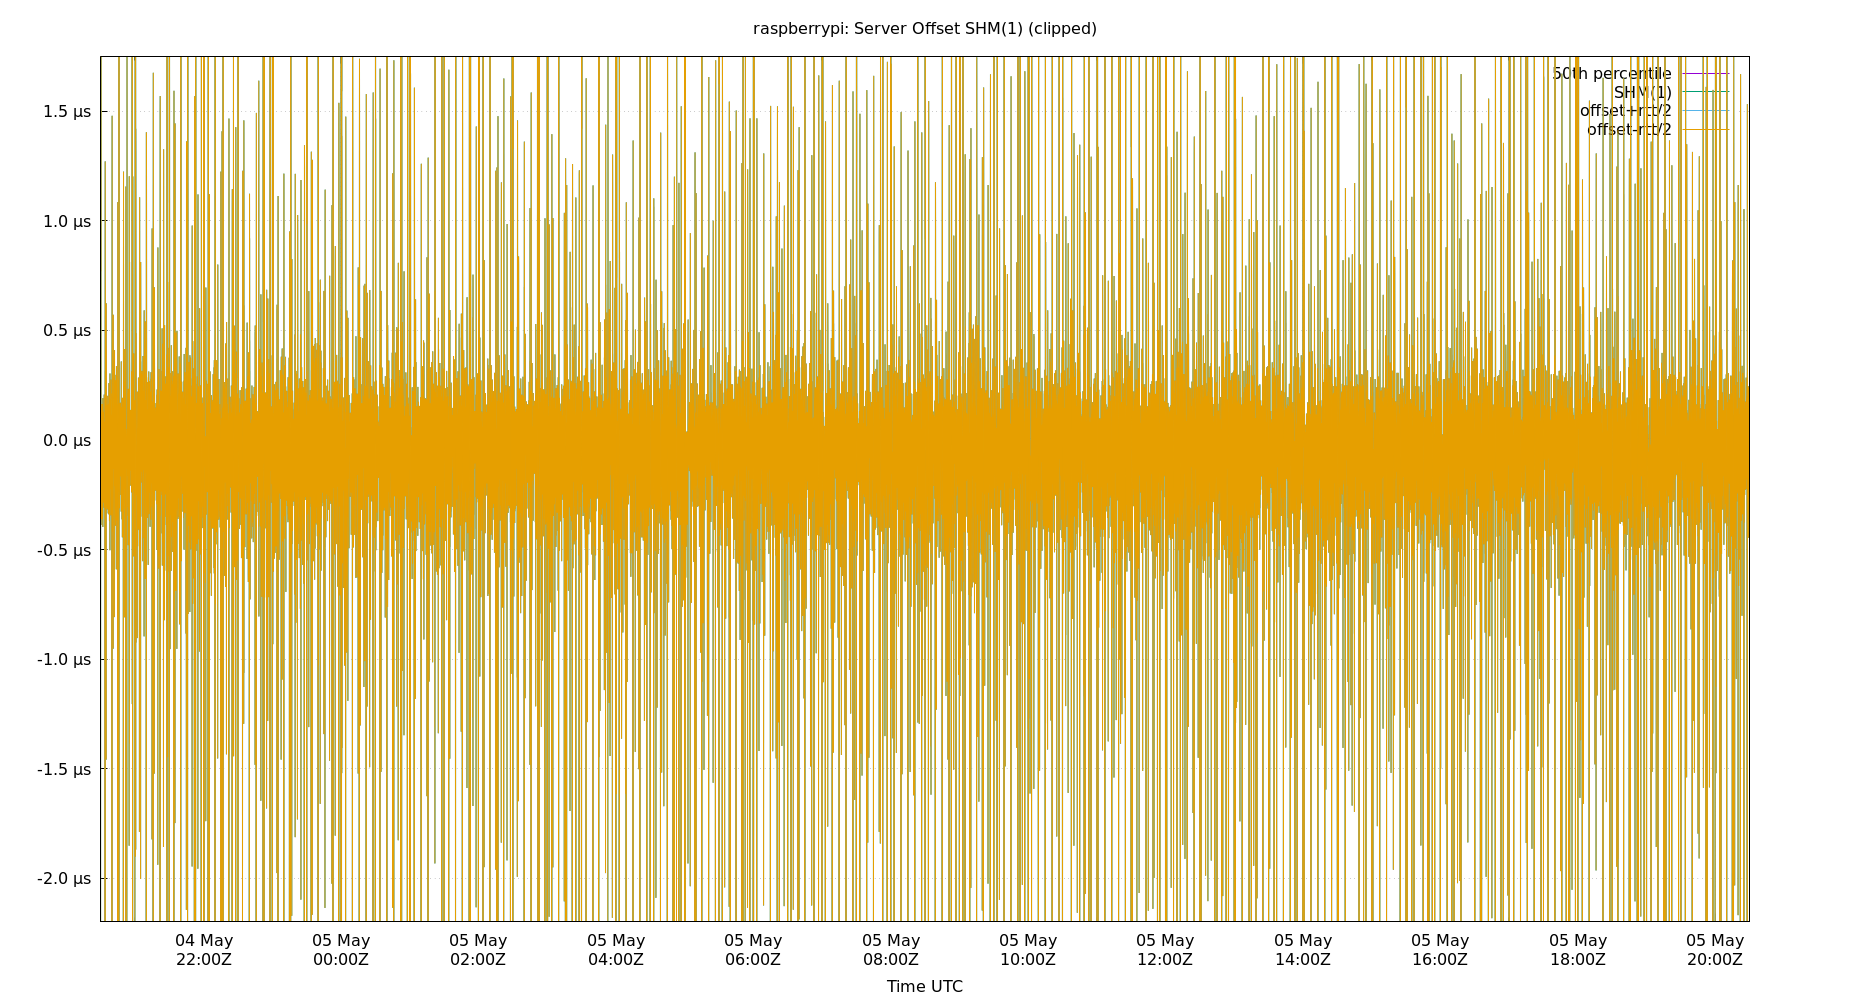 raspberrypi: Server Offset SHM(1) (clipped)
50th percentile
SHM(1)
offset+rtt/2
offset-rtt/2
1.5 µs
1.0 µs
0.5 µs
0.0 µs
-0.5 µs
-1.0 µs
-1.5 µs
-2.0 µs
04 May 05 May 05 May 05 May 05 May 05 May 05 May 05 May 05 May 05 May 05 May 05 May
22:00Z 00:00Z 02:00Z 04:00Z 06:00Z 08:00Z 10:00Z 12:00Z 14:00Z 16:00Z 18:00Z 20:00Z
Time UTC